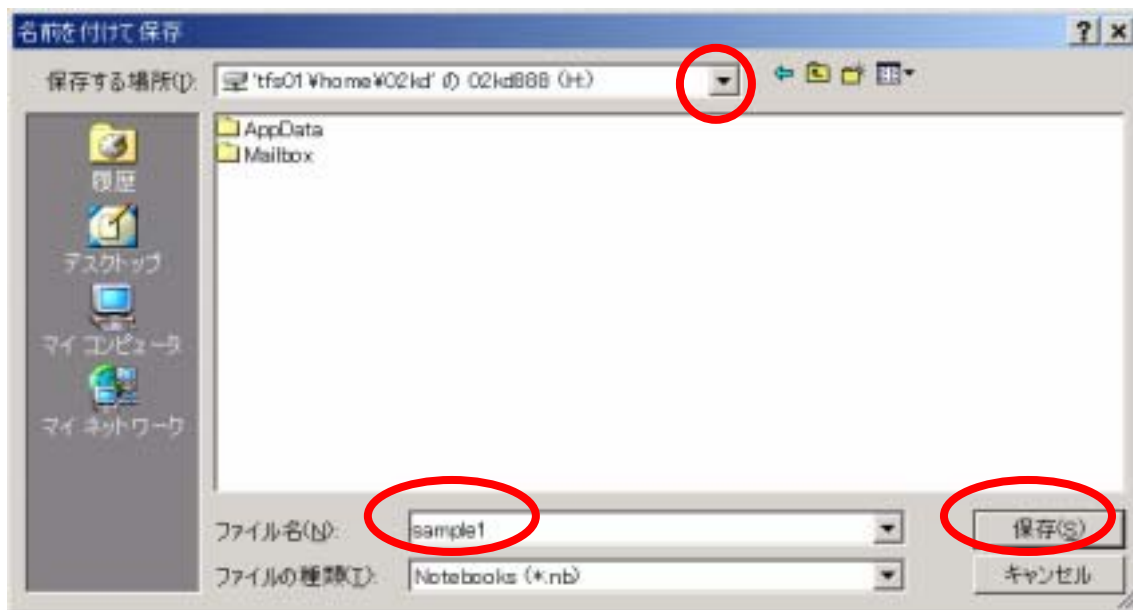 名前を付けて保存
保存する場所(I):
'tfs01¥home¥02kd' の 02kd888 (H:)
AppData
Mailbox
履歴
デスクトップ
マイ コンピュータ
マイ ネットワーク
ファイル名(N):
sample1
保存(S)
ファイルの種類(T):
Notebooks (*.nb)
キャンセル